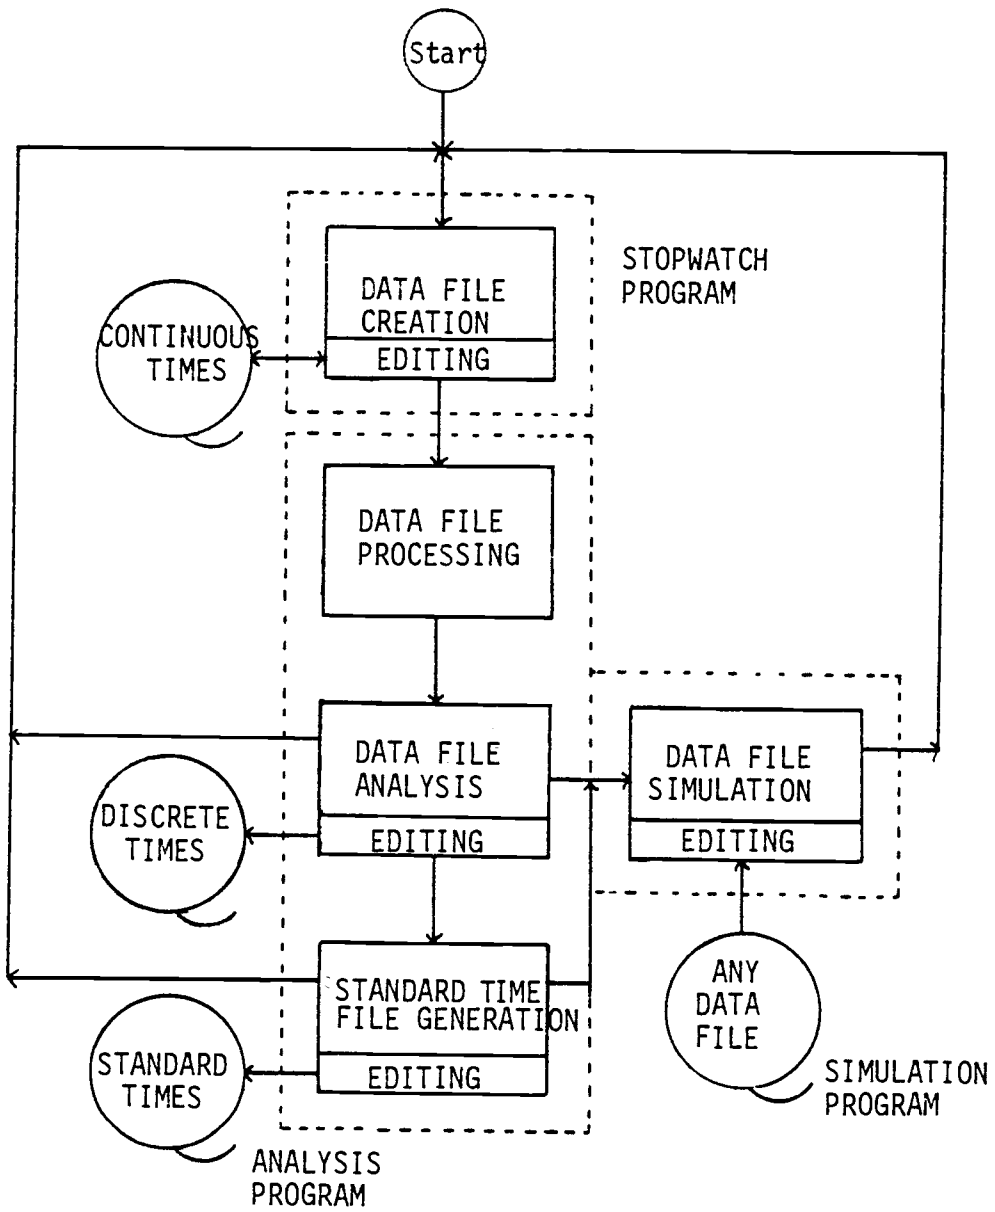 Start
STOPWATCH
PROGRAM
DATA FILE
CREATION
EDITING
CONTINUOUS
TIMES
DATA FILE
PROCESSING
DATA FILE
ANALYSIS
EDITING
DISCRETE
TIMES
DATA FILE
SIMULATION
EDITING
STANDARD TIME
FILE GENERATION
EDITING
STANDARD
TIMES
ANY
DATA
FILE
SIMULATION
PROGRAM
ANALYSIS
PROGRAM